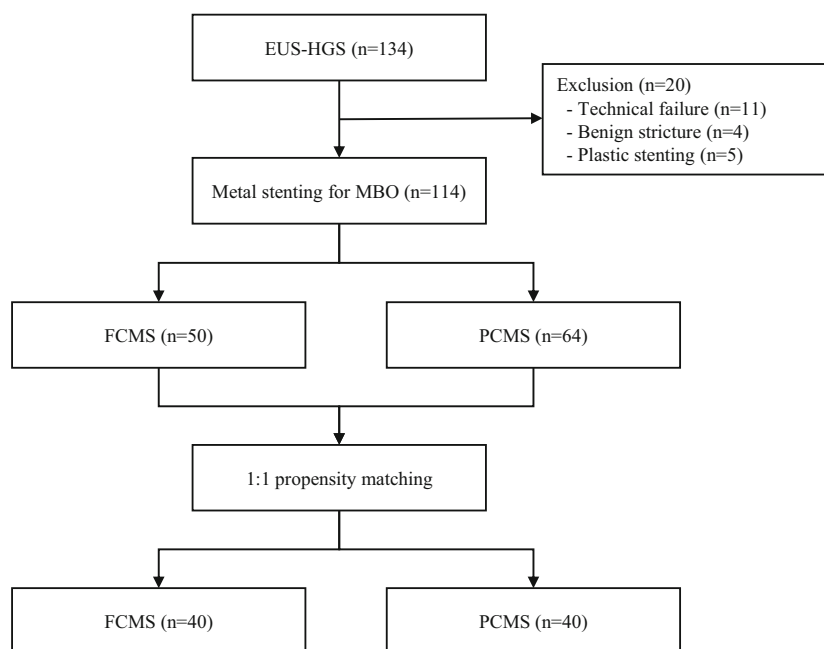 EUS-HGS (n=134)
Exclusion (n=20)
- Technical failure (n=11)
- Benign stricture (n=4)
- Plastic stenting (n=5)
Metal stenting for MBO (n=114)
FCMS (n=50)
PCMS (n=64)
1:1 propensity matching
FCMS (n=40)
PCMS (n=40)